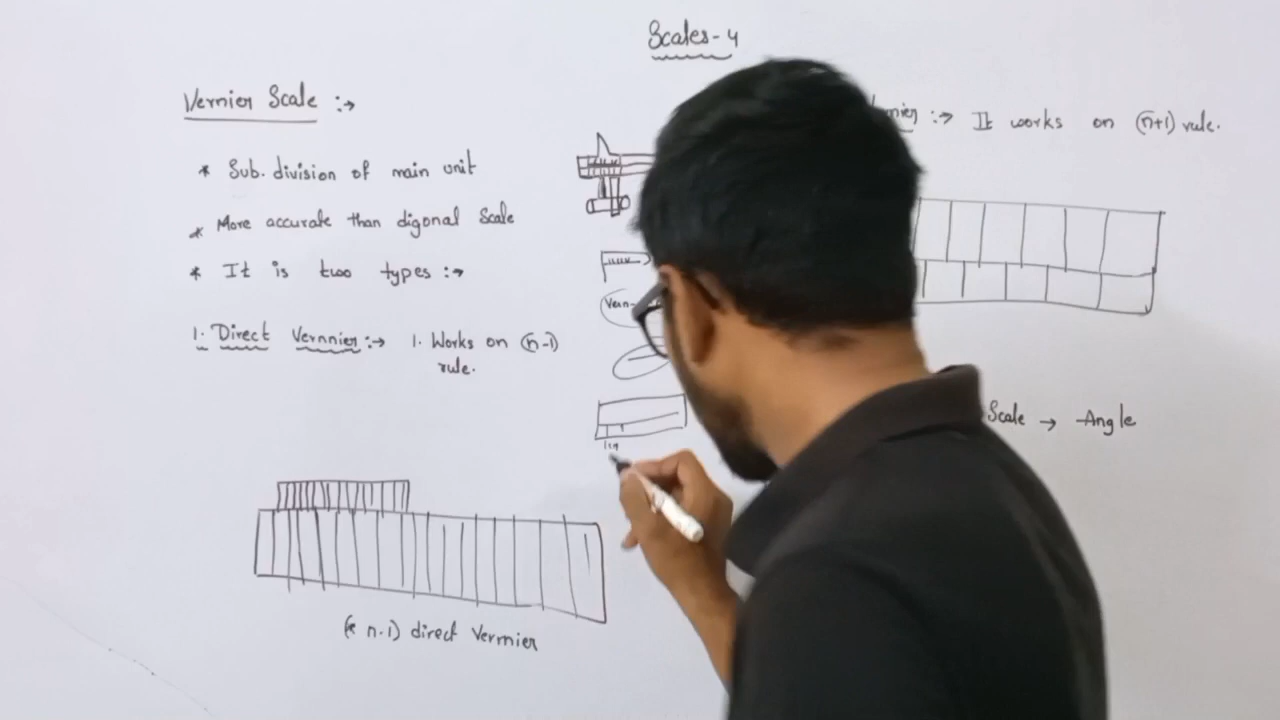 Scales-4
Vernier Scale :→
* Sub. division of main unit
* More accurate than digonal Scale
* It is two types :→
1. Direct Vernnier :→ 1. Works on (n-1)
rule.
(* n-1) direct Vernier
:→ It works on (n+1) rule.
Scale → Angle